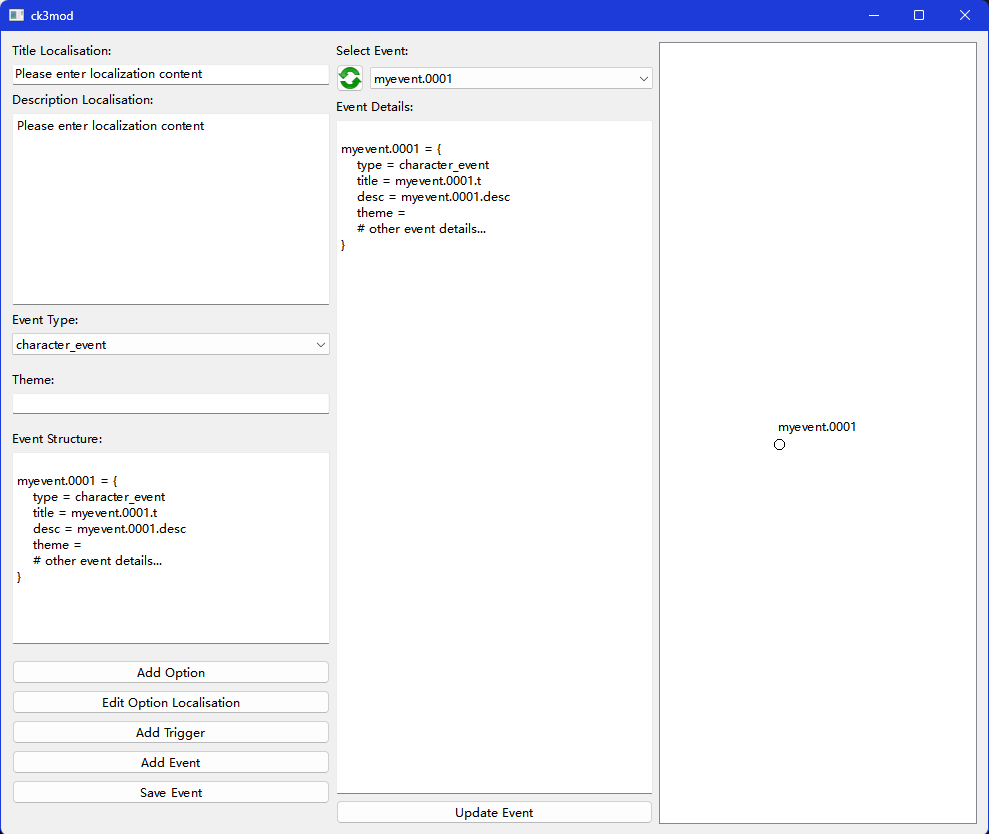 ck3mod
Title Localisation:
Please enter localization content
Description Localisation:
Please enter localization content
Event Type:
character_event
Theme:
Event Structure:
myevent.0001 = {
    type = character_event
    title = myevent.0001.t
    desc = myevent.0001.desc
    theme =
    # other event details...
}
Add Option
Edit Option Localisation
Add Trigger
Add Event
Save Event
Select Event:
myevent.0001
Event Details:
myevent.0001 = {
    type = character_event
    title = myevent.0001.t
    desc = myevent.0001.desc
    theme =
    # other event details...
}
Update Event
myevent.0001